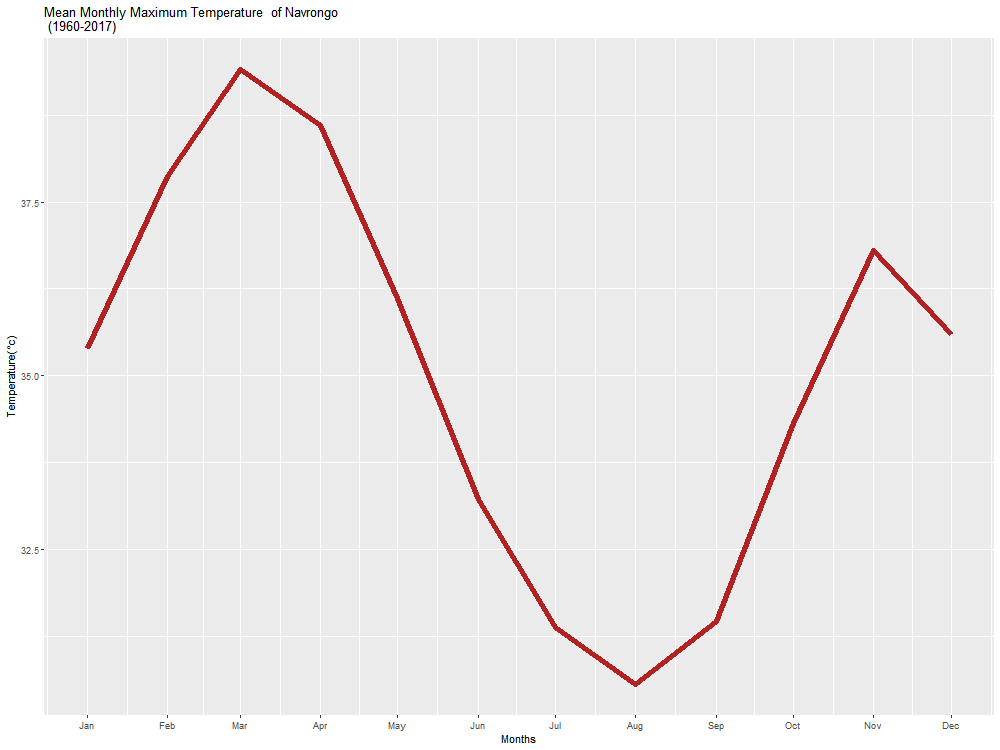 Mean Monthly Maximum Temperature  of Navrongo
(1960-2017)
Temperature(°c)
37.5
35.0
32.5
Jan Feb Mar Apr May Jun Jul Aug Sep Oct Nov Dec
Months